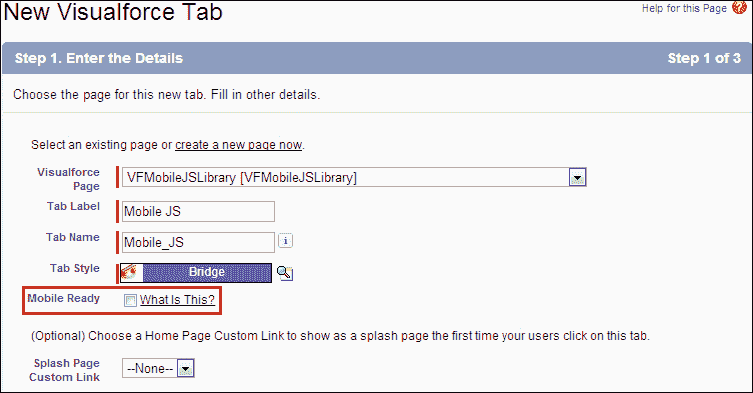 New Visualforce Tab
Help for this Page
Step 1. Enter the Details
Step 1 of 3
Choose the page for this new tab. Fill in other details.
Select an existing page or create a new page now.
Visualforce Page
VFMobileJSLibrary [VFMobileJSLibrary]
Tab Label
Mobile JS
Tab Name
Mobile_JS
i
Tab Style
Bridge
Mobile Ready
What Is This?
(Optional) Choose a Home Page Custom Link to show as a splash page the first time your users click on this tab.
Splash Page
Custom Link
--None--